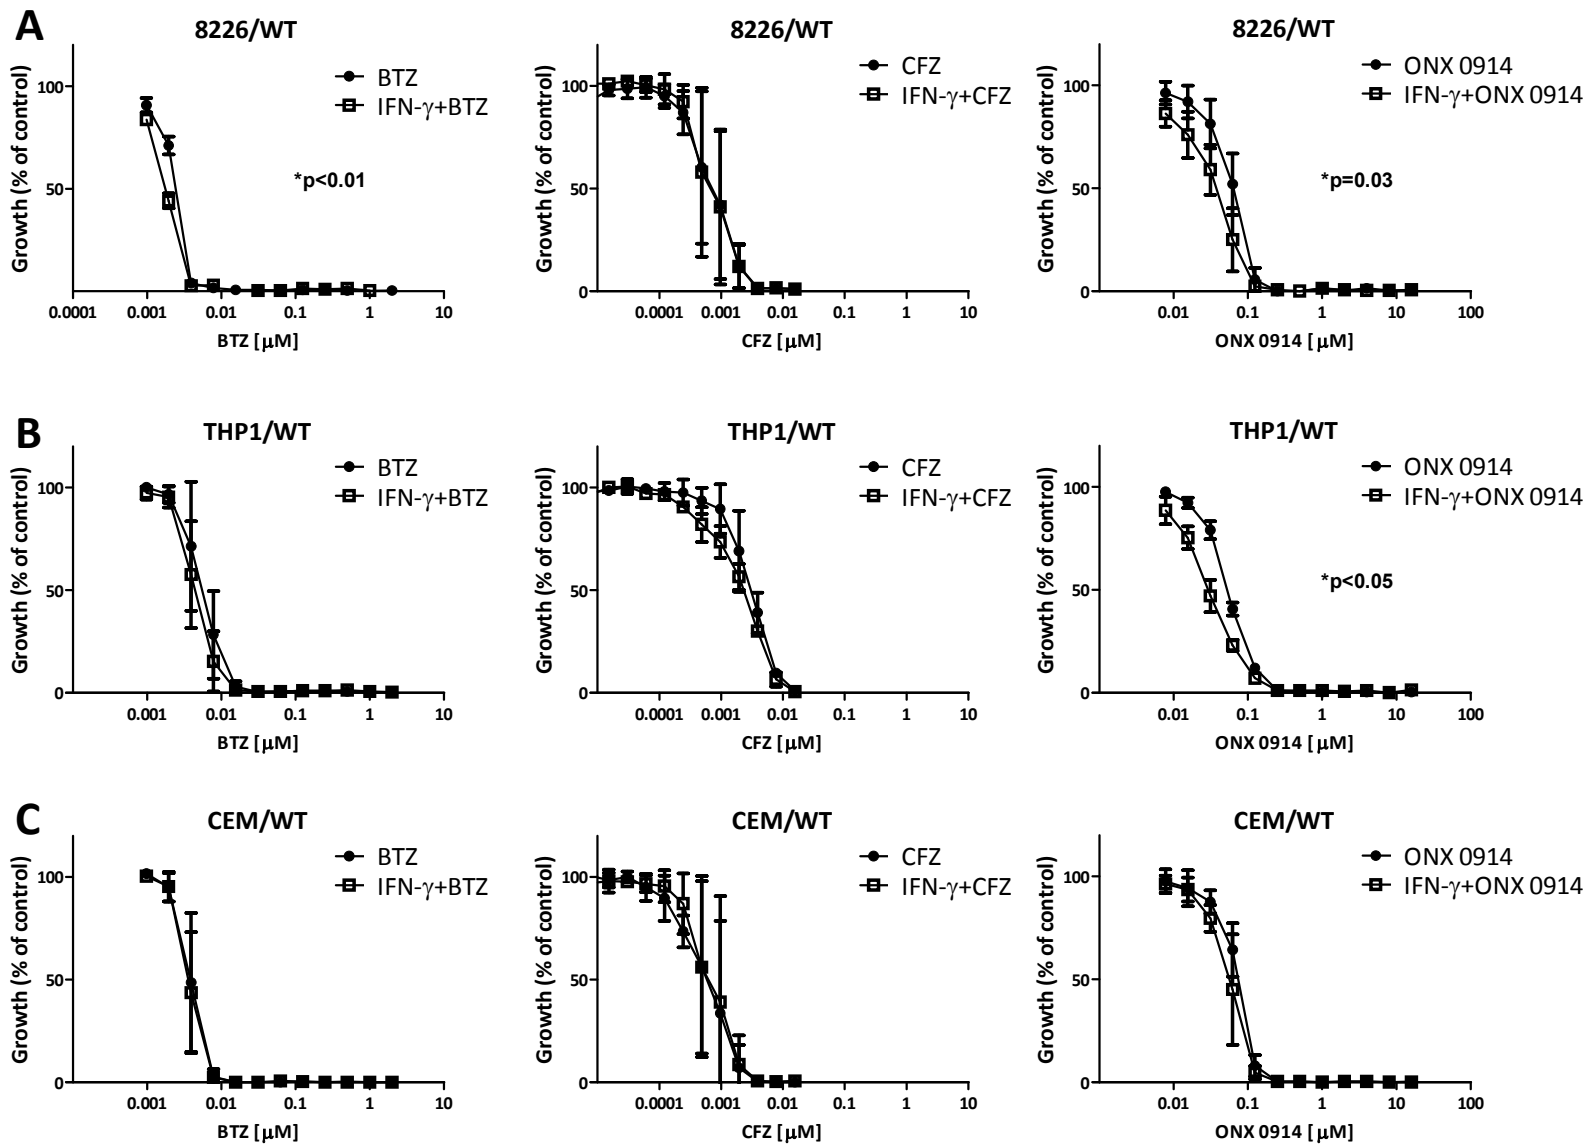 A
8226/WT
Growth (% of control)
100
50
0
0.0001
0.001
0.01
0.1
1
10
BTZ [μM]
BTZ
IFN-γ+BTZ
*p<0.01
8226/WT
Growth (% of control)
100
50
0
0.0001
0.001
0.01
0.1
1
10
CFZ [μM]
CFZ
IFN-γ+CFZ
8226/WT
Growth (% of control)
100
50
0
0.01
0.1
1
10
100
ONX 0914 [μM]
ONX 0914
IFN-γ+ONX 0914
*p=0.03
B
THP1/WT
Growth (% of control)
100
50
0
0.001
0.01
0.1
1
10
BTZ [μM]
BTZ
IFN-γ+BTZ
THP1/WT
Growth (% of control)
100
50
0
0.0001
0.001
0.01
0.1
1
10
CFZ [μM]
CFZ
IFN-γ+CFZ
THP1/WT
Growth (% of control)
100
50
0
0.01
0.1
1
10
100
ONX 0914 [μM]
ONX 0914
IFN-γ+ONX 0914
*p<0.05
C
CEM/WT
Growth (% of control)
100
50
0
0.001
0.01
0.1
1
10
BTZ [μM]
BTZ
IFN-γ+BTZ
CEM/WT
Growth (% of control)
100
50
0
0.0001
0.001
0.01
0.1
1
10
CFZ [μM]
CFZ
IFN-γ+CFZ
CEM/WT
Growth (% of control)
100
50
0
0.01
0.1
1
10
100
ONX 0914 [μM]
ONX 0914
IFN-γ+ONX 0914